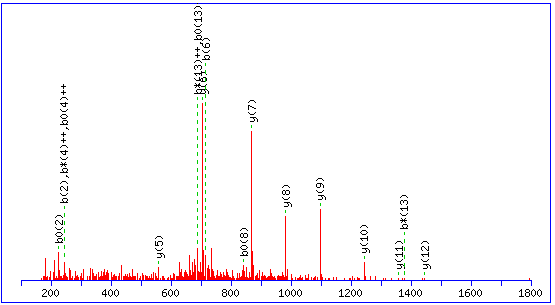 b0(2)
b(2),b*(4)++,b0(4)++
y(5)
b*(13)++,b0(13)
y(6)
b(6)
b0(8)
y(7)
y(8)
y(9)
y(10)
y(11)
b*(13)
y(12)
200 400 600 800 1000 1200 1400 1600 1800